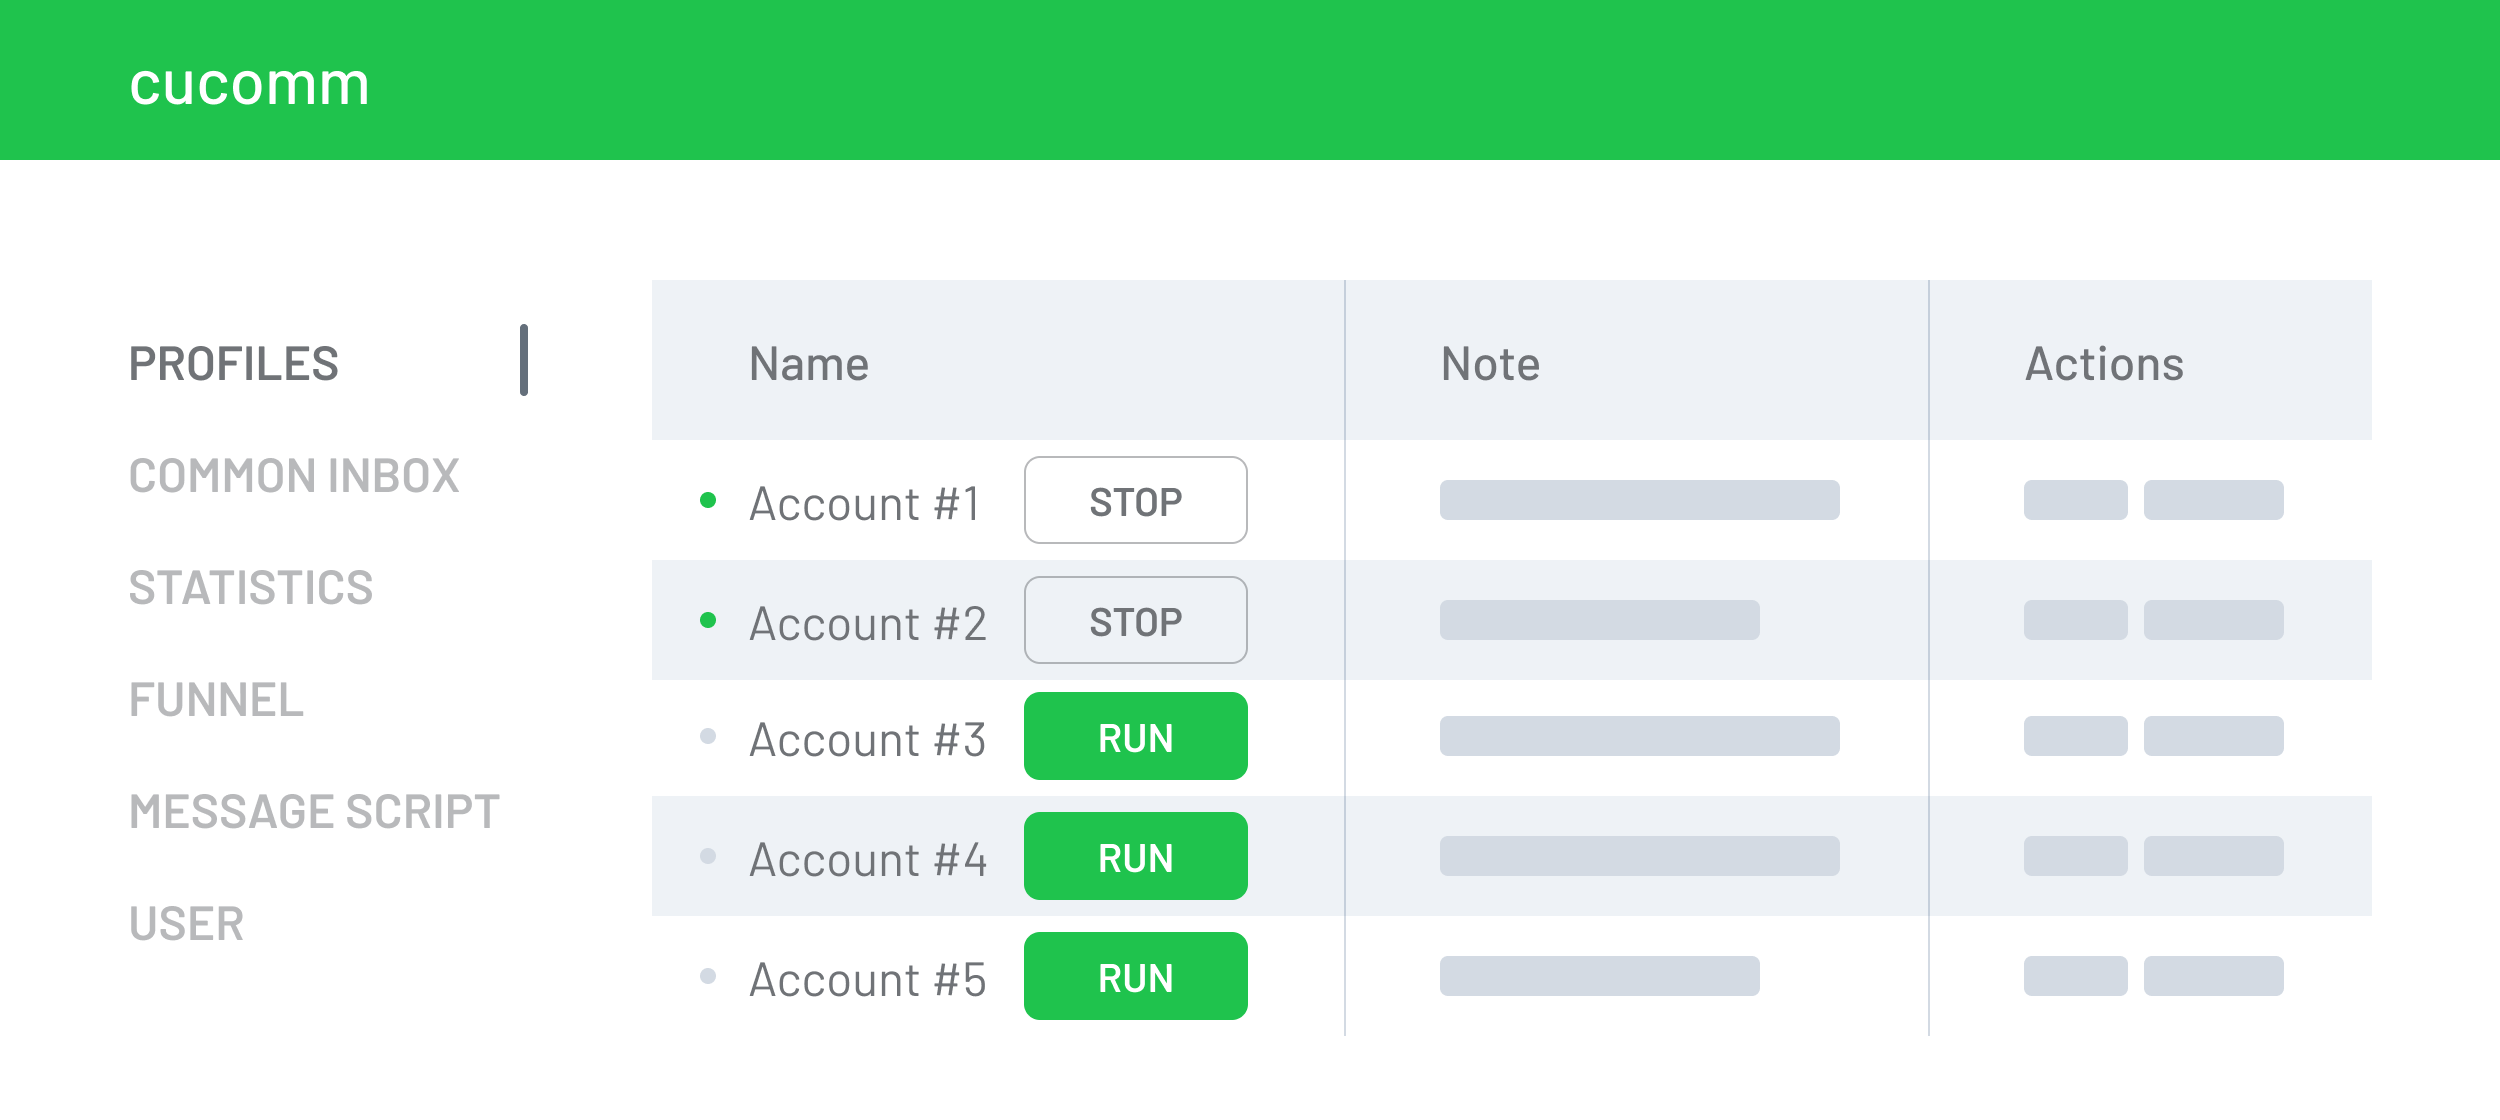 cucomm
PROFILES
COMMON INBOX
STATISTICS
FUNNEL
MESSAGE SCRIPT
USER
Name Note Actions
Account #1 STOP
Account #2 STOP
Account #3 RUN
Account #4 RUN
Account #5 RUN